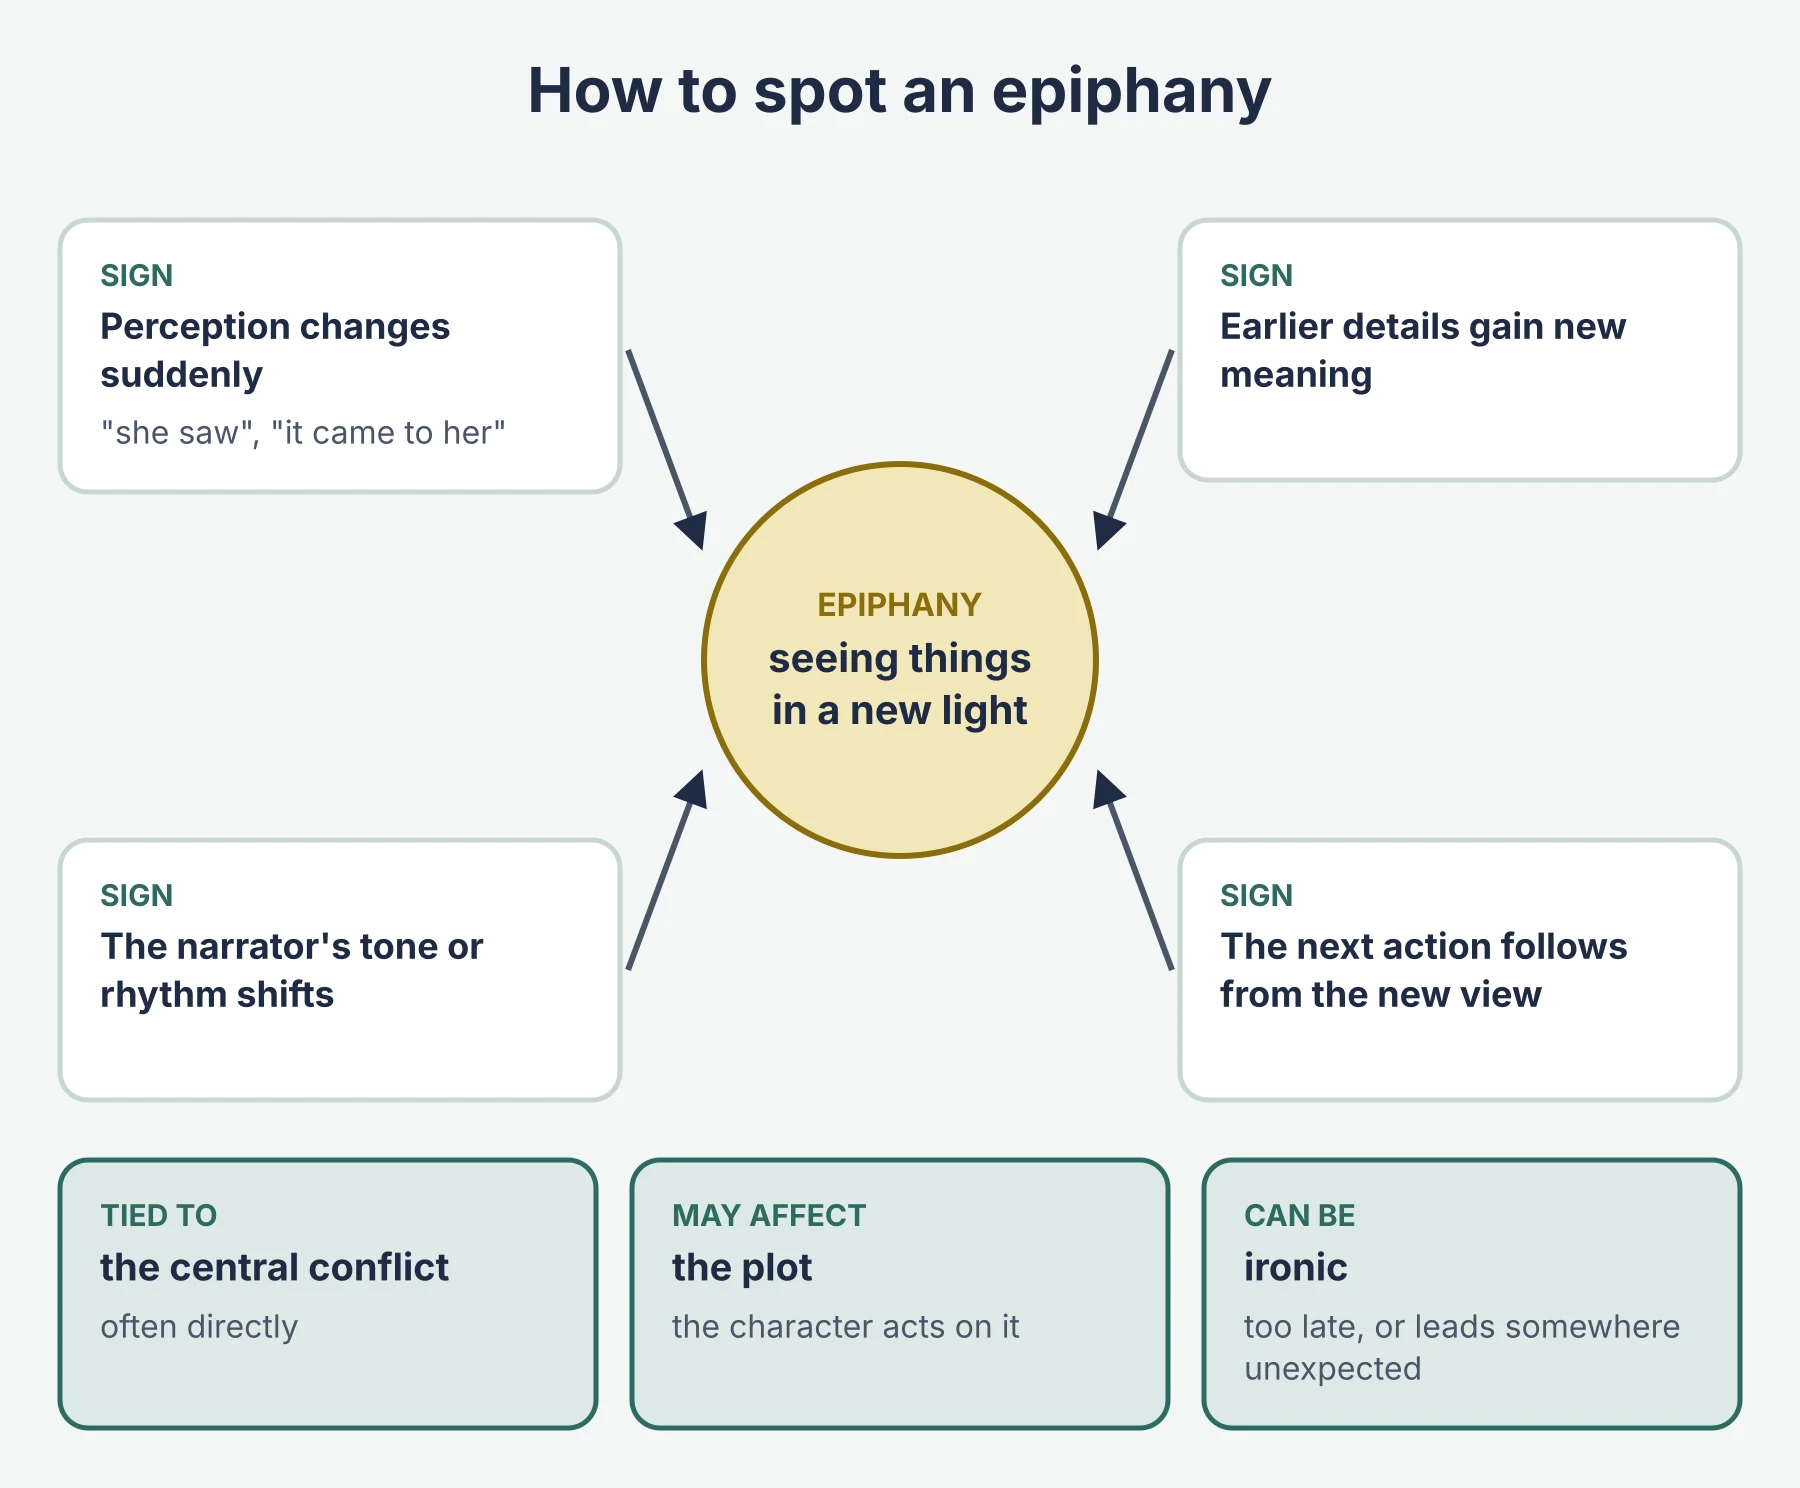 How to spot an epiphany
SIGN
Perception changes
suddenly
"she saw", "it came to her"
SIGN
Earlier details gain new
meaning
EPIPHANY
seeing things
in a new light
SIGN
The narrator's tone or
rhythm shifts
SIGN
The next action follows
from the new view
TIED TO
the central conflict
often directly
MAY AFFECT
the plot
the character acts on it
CAN BE
ironic
too late, or leads somewhere
unexpected